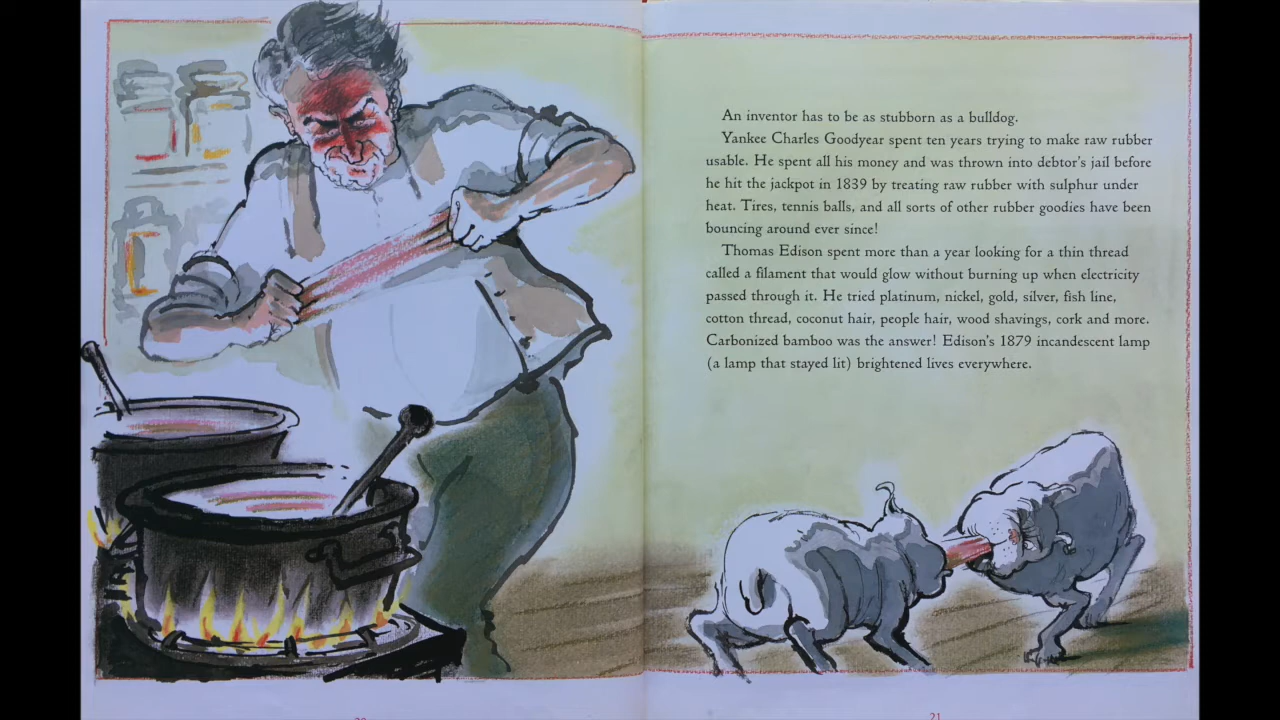 An inventor has to be as stubborn as a bulldog.
Yankee Charles Goodyear spent ten years trying to make raw rubber
usable. He spent all his money and was thrown into debtor's jail before
he hit the jackpot in 1839 by treating raw rubber with sulphur under
heat. Tires, tennis balls, and all sorts of other rubber goodies have been
bouncing around ever since!
Thomas Edison spent more than a year looking for a thin thread
called a filament that would glow without burning up when electricity
passed through it. He tried platinum, nickel, gold, silver, fish line,
cotton thread, coconut hair, people hair, wood shavings, cork and more.
Carbonized bamboo was the answer! Edison's 1879 incandescent lamp
(a lamp that stayed lit) brightened lives everywhere.
21